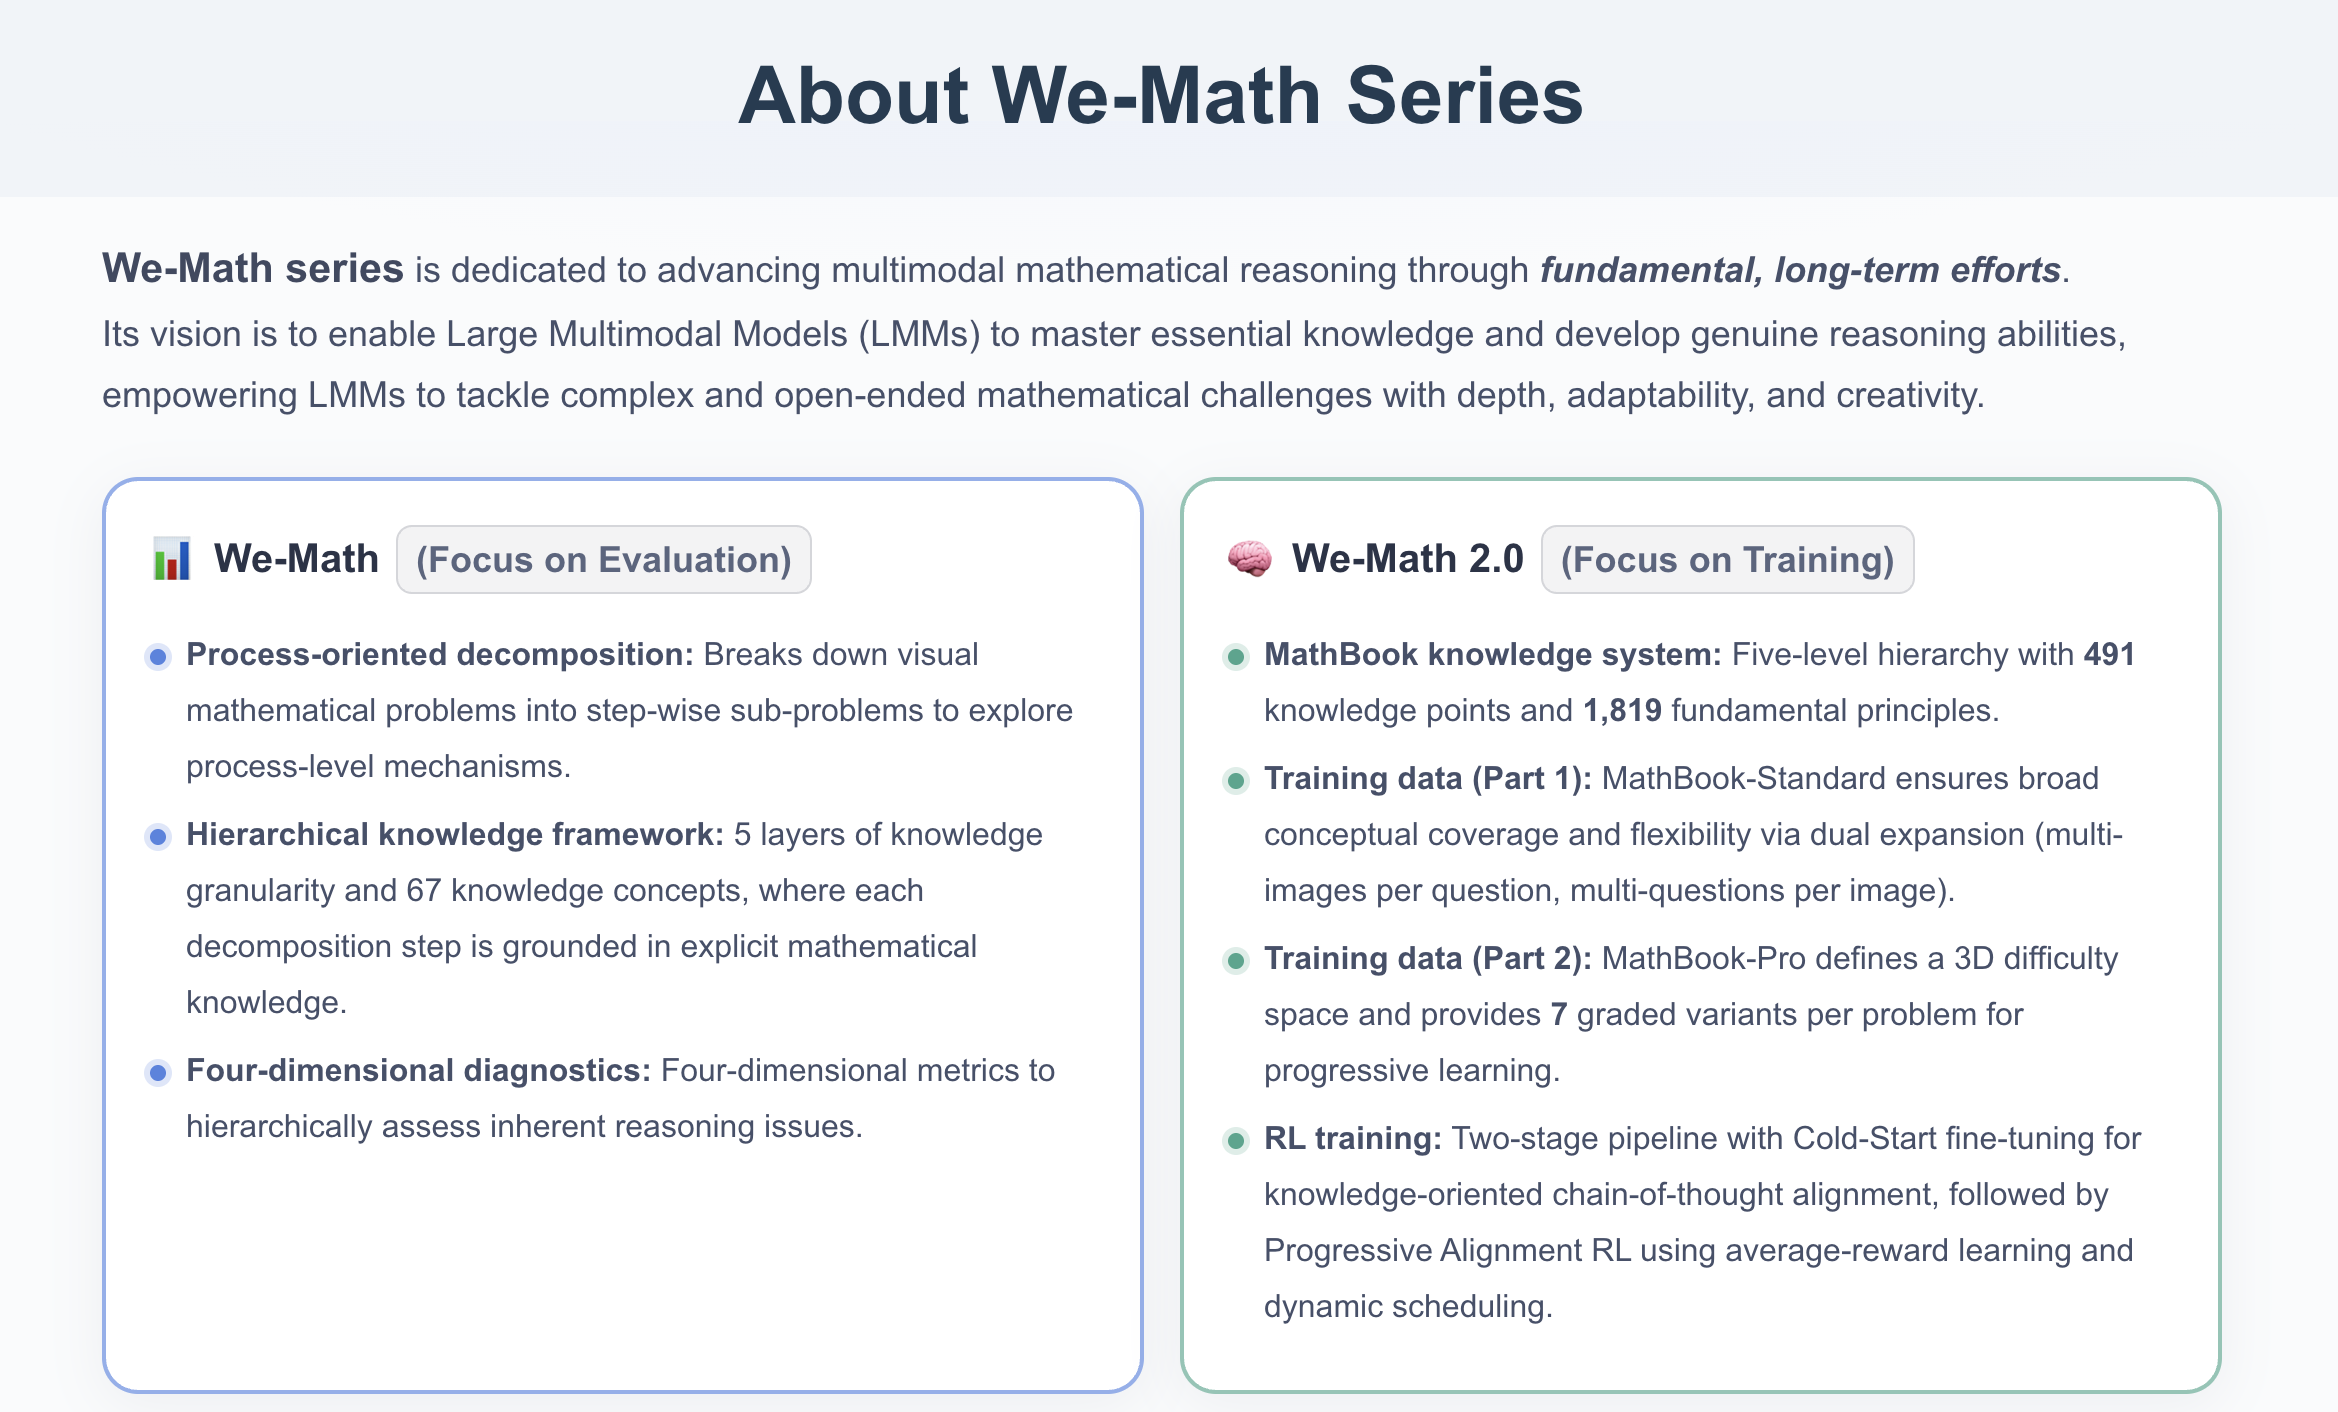 About We-Math Series
We-Math series is dedicated to advancing multimodal mathematical reasoning through fundamental, long-term efforts.
Its vision is to enable Large Multimodal Models (LMMs) to master essential knowledge and develop genuine reasoning abilities,
empowering LMMs to tackle complex and open-ended mathematical challenges with depth, adaptability, and creativity.
We-Math (Focus on Evaluation)
Process-oriented decomposition: Breaks down visual
mathematical problems into step-wise sub-problems to explore
process-level mechanisms.
Hierarchical knowledge framework: 5 layers of knowledge
granularity and 67 knowledge concepts, where each
decomposition step is grounded in explicit mathematical
knowledge.
Four-dimensional diagnostics: Four-dimensional metrics to
hierarchically assess inherent reasoning issues.
We-Math 2.0 (Focus on Training)
MathBook knowledge system: Five-level hierarchy with 491
knowledge points and 1,819 fundamental principles.
Training data (Part 1): MathBook-Standard ensures broad
conceptual coverage and flexibility via dual expansion (multi-
images per question, multi-questions per image).
Training data (Part 2): MathBook-Pro defines a 3D difficulty
space and provides 7 graded variants per problem for
progressive learning.
RL training: Two-stage pipeline with Cold-Start fine-tuning for
knowledge-oriented chain-of-thought alignment, followed by
Progressive Alignment RL using average-reward learning and
dynamic scheduling.